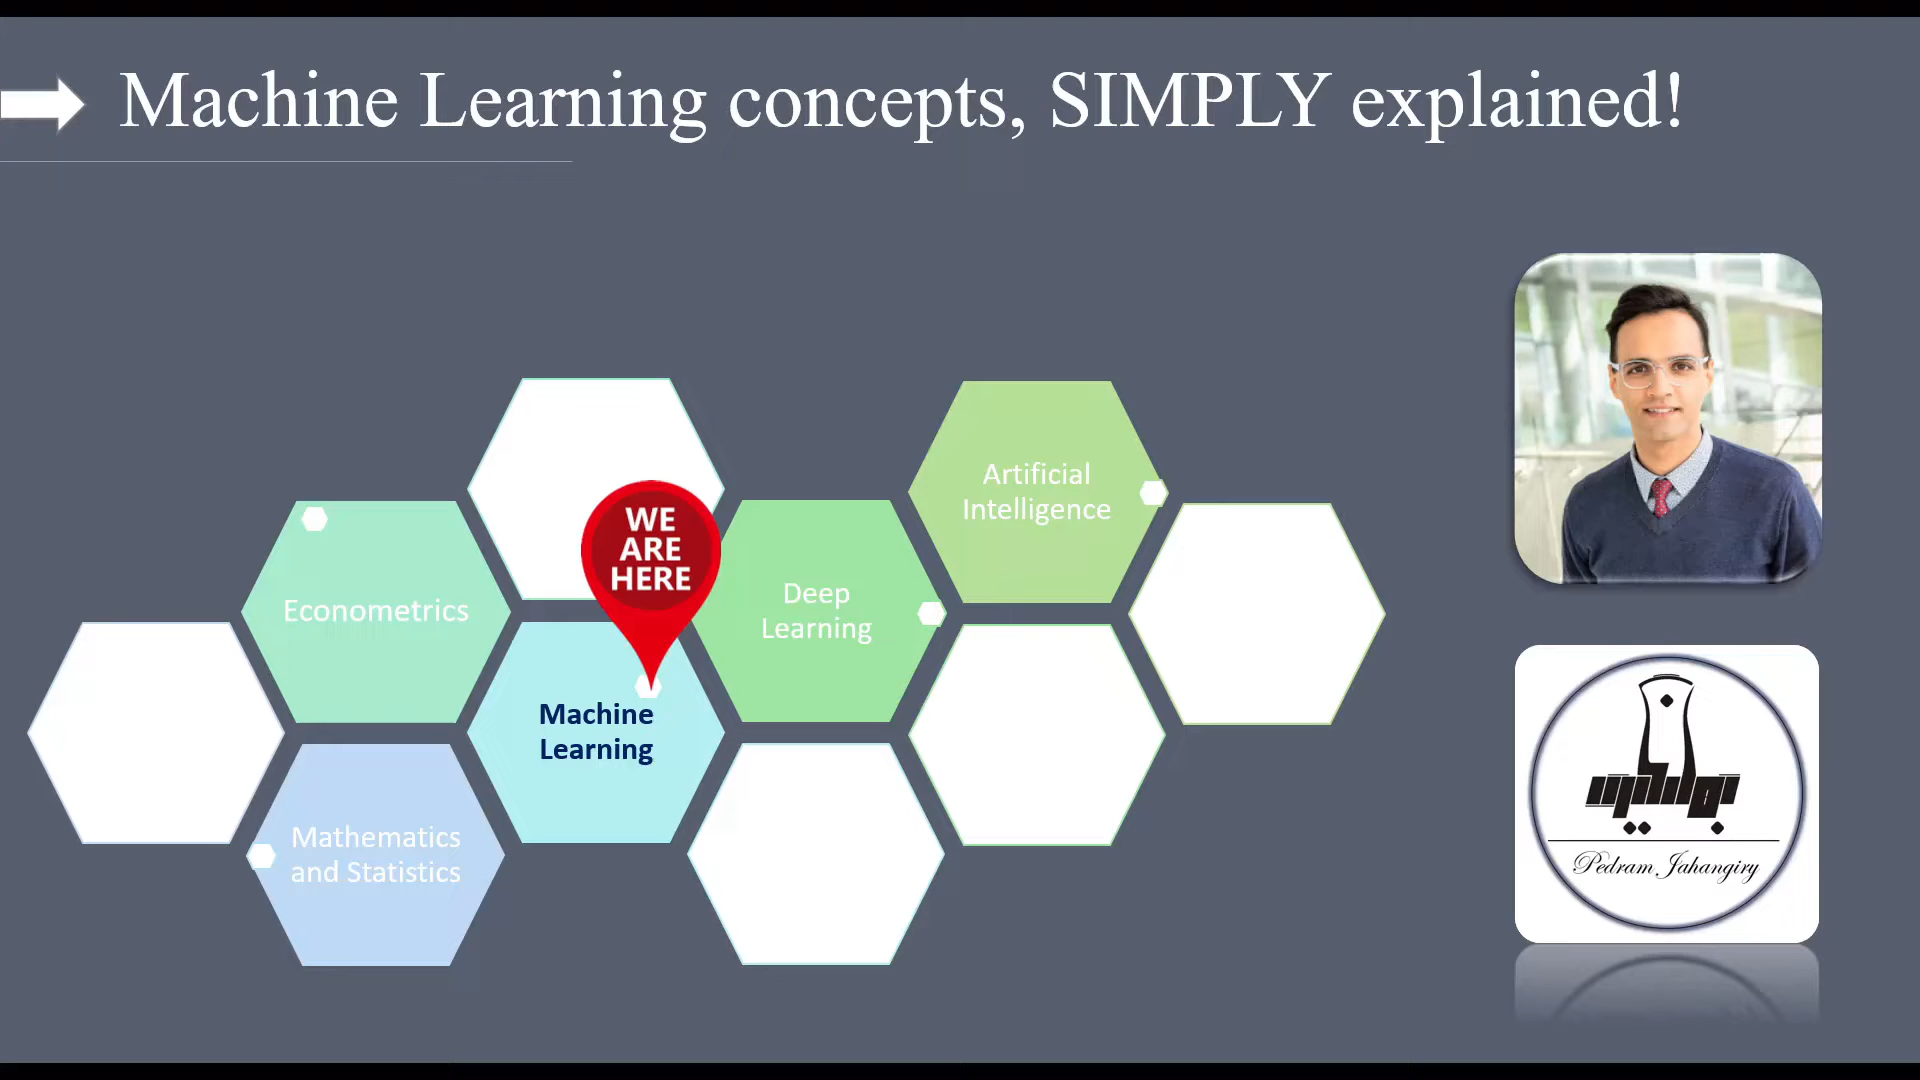 Machine Learning concepts, SIMPLY explained!
Artificial
Intelligence
WE
ARE
HERE
Deep
Learning
Econometrics
Machine
Learning
Mathematics
and Statistics
Pedram Jahangiry